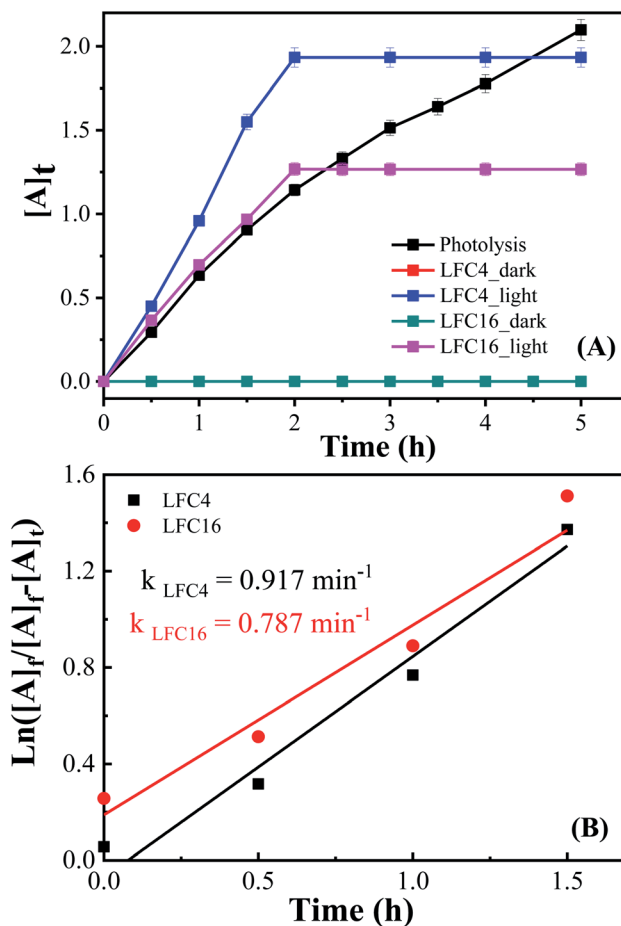 [A]t
2.0
1.5
1.0
0.5
0.0
Photolysis
LFC4_dark
LFC4_light
LFC16_dark
LFC16_light
(A)
0 1 2 3 4 5
Time (h)
Ln([A]f/[A]f-[A]t)
1.6
1.2
0.8
0.4
0.0
LFC4
LFC16
k LFC4 = 0.917 min-1
k LFC16 = 0.787 min-1
(B)
0.0 0.5 1.0 1.5
Time (h)